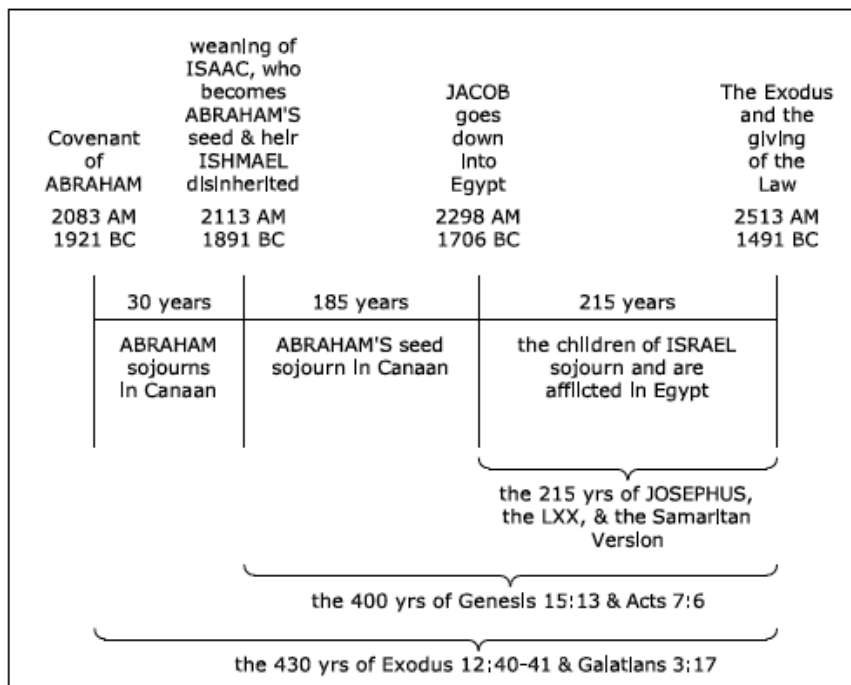 Covenant
of
ABRAHAM
2083 AM
1921 BC
weaning of
ISAAC, who
becomes
ABRAHAM'S
seed & heir
ISHMAEL
disinherited
2113 AM
1891 BC
JACOB
goes
down
into
Egypt
2298 AM
1706 BC
The Exodus
and the
giving
of the
Law
2513 AM
1491 BC
30 years
185 years
215 years
ABRAHAM
sojourns
in Canaan
ABRAHAM'S seed
sojourn in Canaan
the children of ISRAEL
sojourn and are
afflicted in Egypt
the 215 yrs of JOSEPHUS,
the LXX, & the Samaritan
Version
the 400 yrs of Genesis 15:13 & Acts 7:6
the 430 yrs of Exodus 12:40-41 & Galatians 3:17